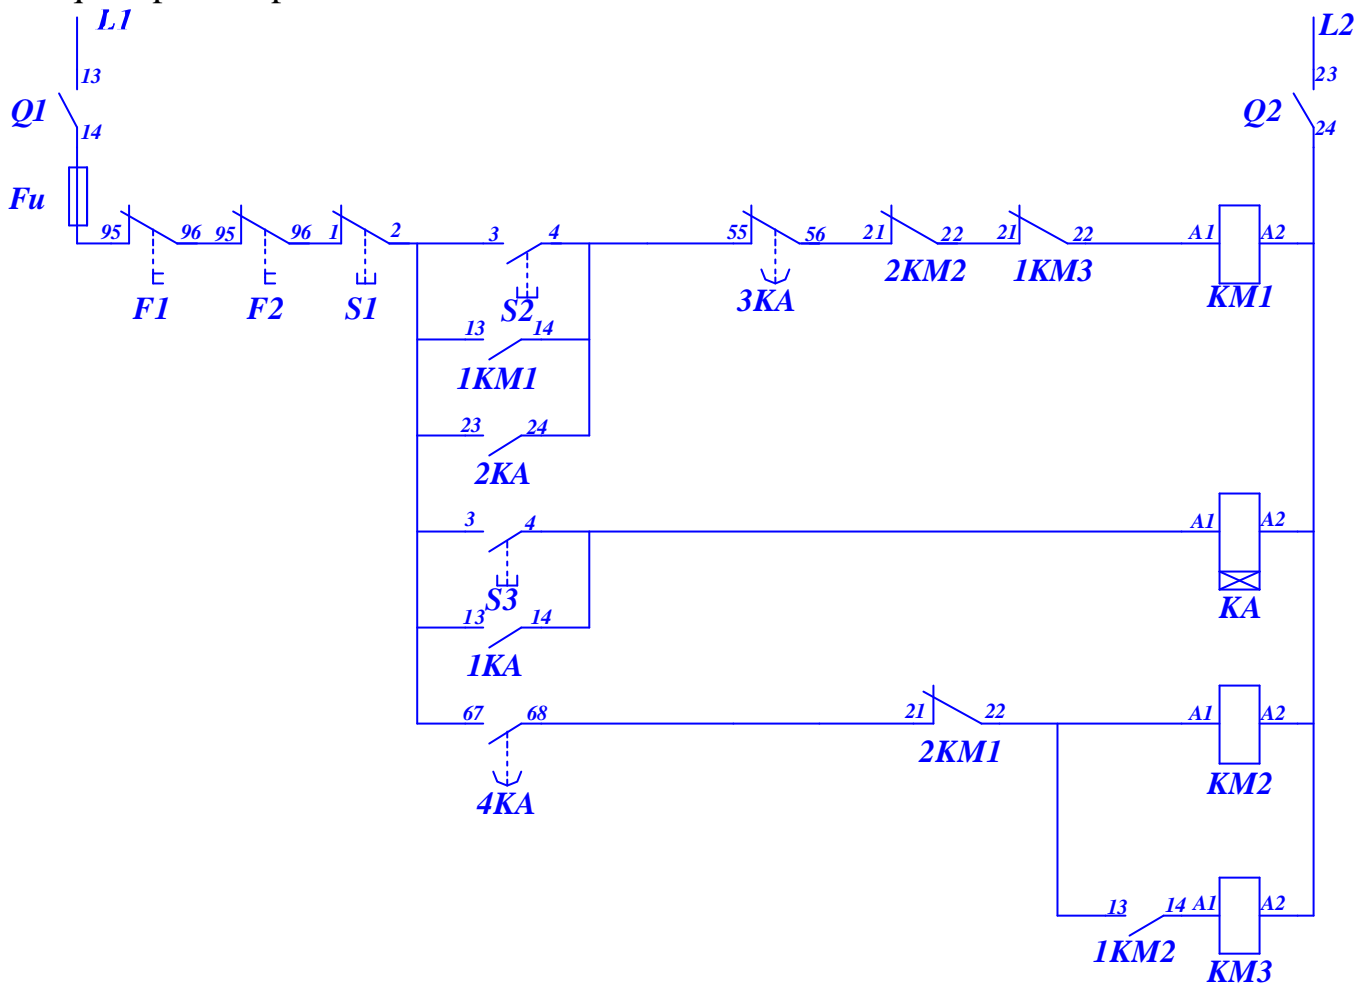 L1 L2
13 23
Q1 Q2
14 24
Fu
95 96 95 96 1 2 3 4 55 56 21 22 21 22 A1 A2
F1 F2 S1 S2 3KA 2KM2 1KM3 KM1
13 14
1KM1
23 24
2KA
3 4 A1 A2
S3 KA
13 14
1KA
67 68 21 22 A1 A2
4KA 2KM1 KM2
13 14 A1 A2
1KM2 KM3